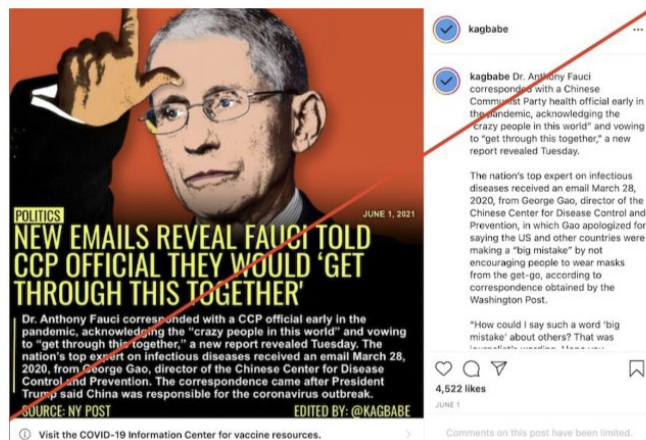 POLITICS
JUNE 1, 2021
NEW EMAILS REVEAL FAUCI TOLD
CCP OFFICIAL THEY WOULD ‘GET
THROUGH THIS TOGETHER'
Dr. Anthony Fauci corresponded with a CCP official early in the
pandemic, acknowledging the “crazy people in this world” and vowing
to “get through this together,” a new report revealed Tuesday. The
nation’s top expert on infectious diseases received an email March 28,
2020, from George Gao, director of the Chinese Center for Disease
Control and Prevention. The correspondence came after President
Trump said China was responsible for the coronavirus outbreak.
SOURCE: NY POST
EDITED BY: @KAGBABE
Visit the COVID-19 Information Center for vaccine resources.
kagbabe
kagbabe Dr. Anthony Fauci
corresponded with a Chinese
Communist Party health official early in
the pandemic, acknowledging the
“crazy people in this world” and vowing
to “get through this together,” a new
report revealed Tuesday.
The nation’s top expert on infectious
diseases received an email March 28,
2020, from George Gao, director of the
Chinese Center for Disease Control and
Prevention, in which Gao apologized for
saying the US and other countries were
making a “big mistake” by not
encouraging people to wear masks
from the get-go, according to
correspondence obtained by the
Washington Post.
“How could I say such a word ‘big
mistake’ about others? That was
4,522 likes
JUNE 1
Comments on this post have been limited.